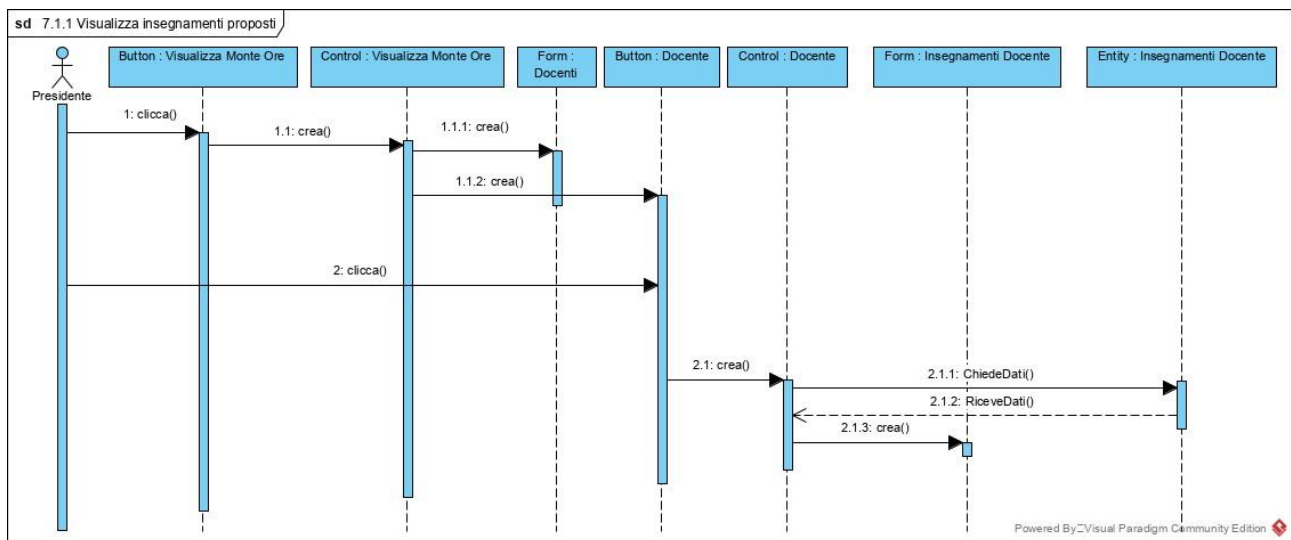 sd 7.1.1 Visualizza insegnamenti proposti
Presidente
Button : Visualizza Monte Ore
Control : Visualizza Monte Ore
Form :
Docenti
Button : Docente
Control : Docente
Form : Insegnamenti Docente
Entity : Insegnamenti Docente
1: clicca()
1.1: crea()
1.1.1: crea()
1.1.2: crea()
2: clicca()
2.1: crea()
2.1.1: ChiedeDati()
2.1.2: RiceveDati()
2.1.3: crea()
Powered By Visual Paradigm Community Edition